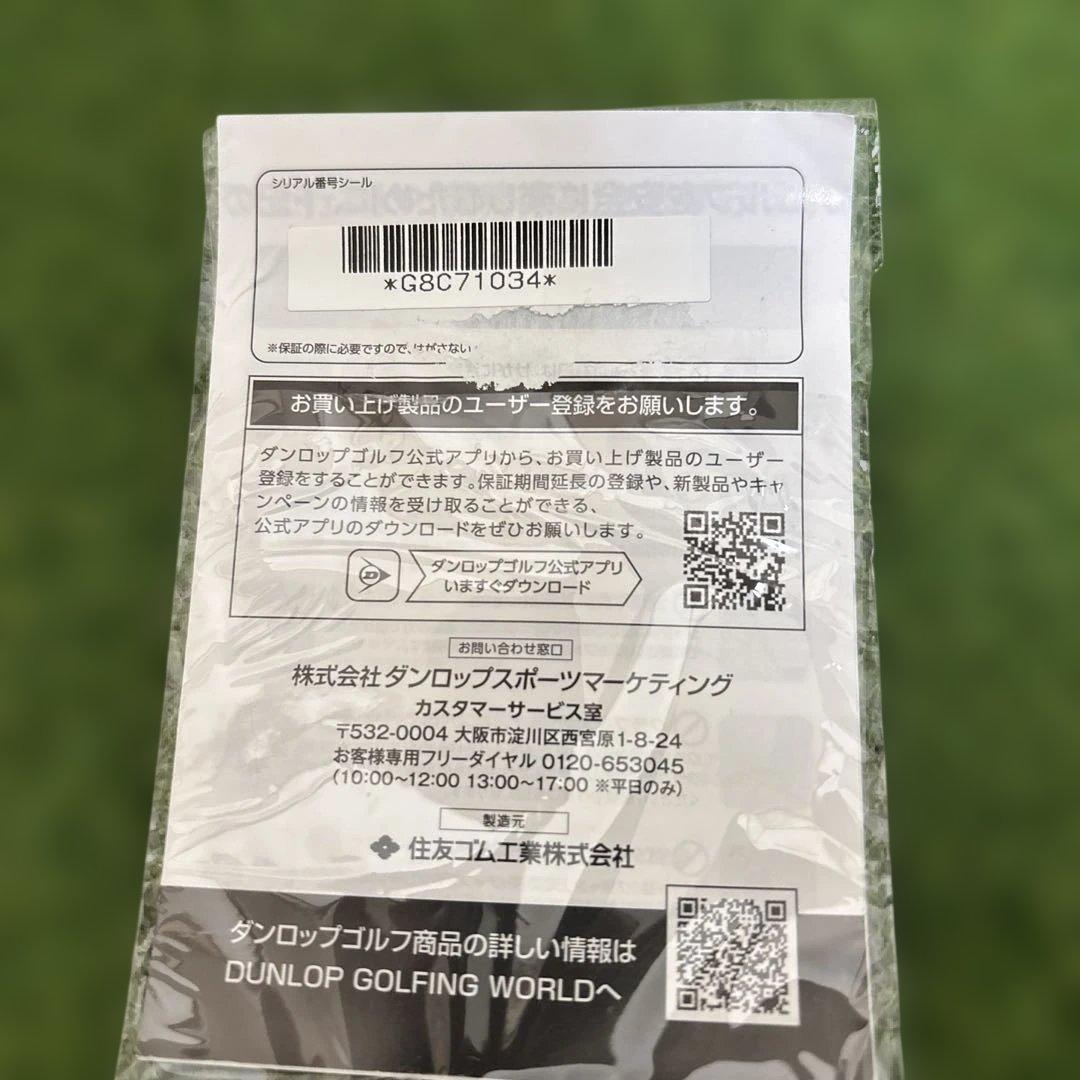 シリアル番号シール
*G8C71034*
※保証の際に必要ですので、はがさない
お買い上げ製品のユーザー登録をお願いします。
ダンロップゴルフ公式アプリから、お買い上げ製品のユーザー
登録をすることができます。保証期間延長の登録や、新製品やキャ
ンペーンの情報を受け取ることができる、
公式アプリのダウンロードをぜひお願いします。
ダンロップゴルフ公式アプリ
いますぐダウンロード
お問い合わせ窓口
株式会社ダンロップスポーツマーケティング
カスタマーサービス室
〒532-0004 大阪市淀川区西宮原1-8-24
お客様専用フリーダイヤル 0120-653045
(10:00〜12:00 13:00〜17:00 ※平日のみ)
製造元
住友ゴム工業株式会社
ダンロップゴルフ商品の詳しい情報は
DUNLOP GOLFING WORLDへ